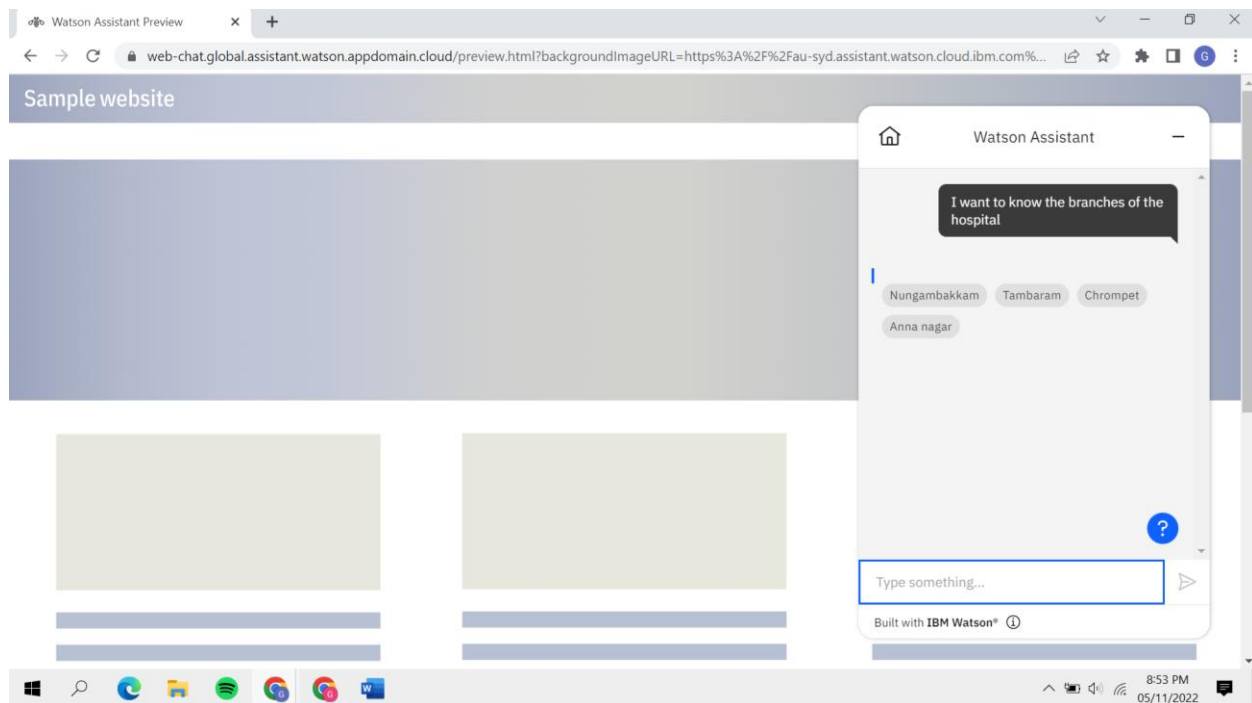 Watson Assistant Preview
web-chat.global.assistant.watson.appdomain.cloud/preview.html?backgroundImageURL=https%3A%2F%2Fau-syd.assistant.watson.cloud.ibm.com%...
G
Sample website
Watson Assistant
I want to know the branches of the
hospital
Nungambakkam Tambaram Chrompet
Anna nagar
?
Type something...
Built with IBM Watson®
G G W
8:53 PM
05/11/2022